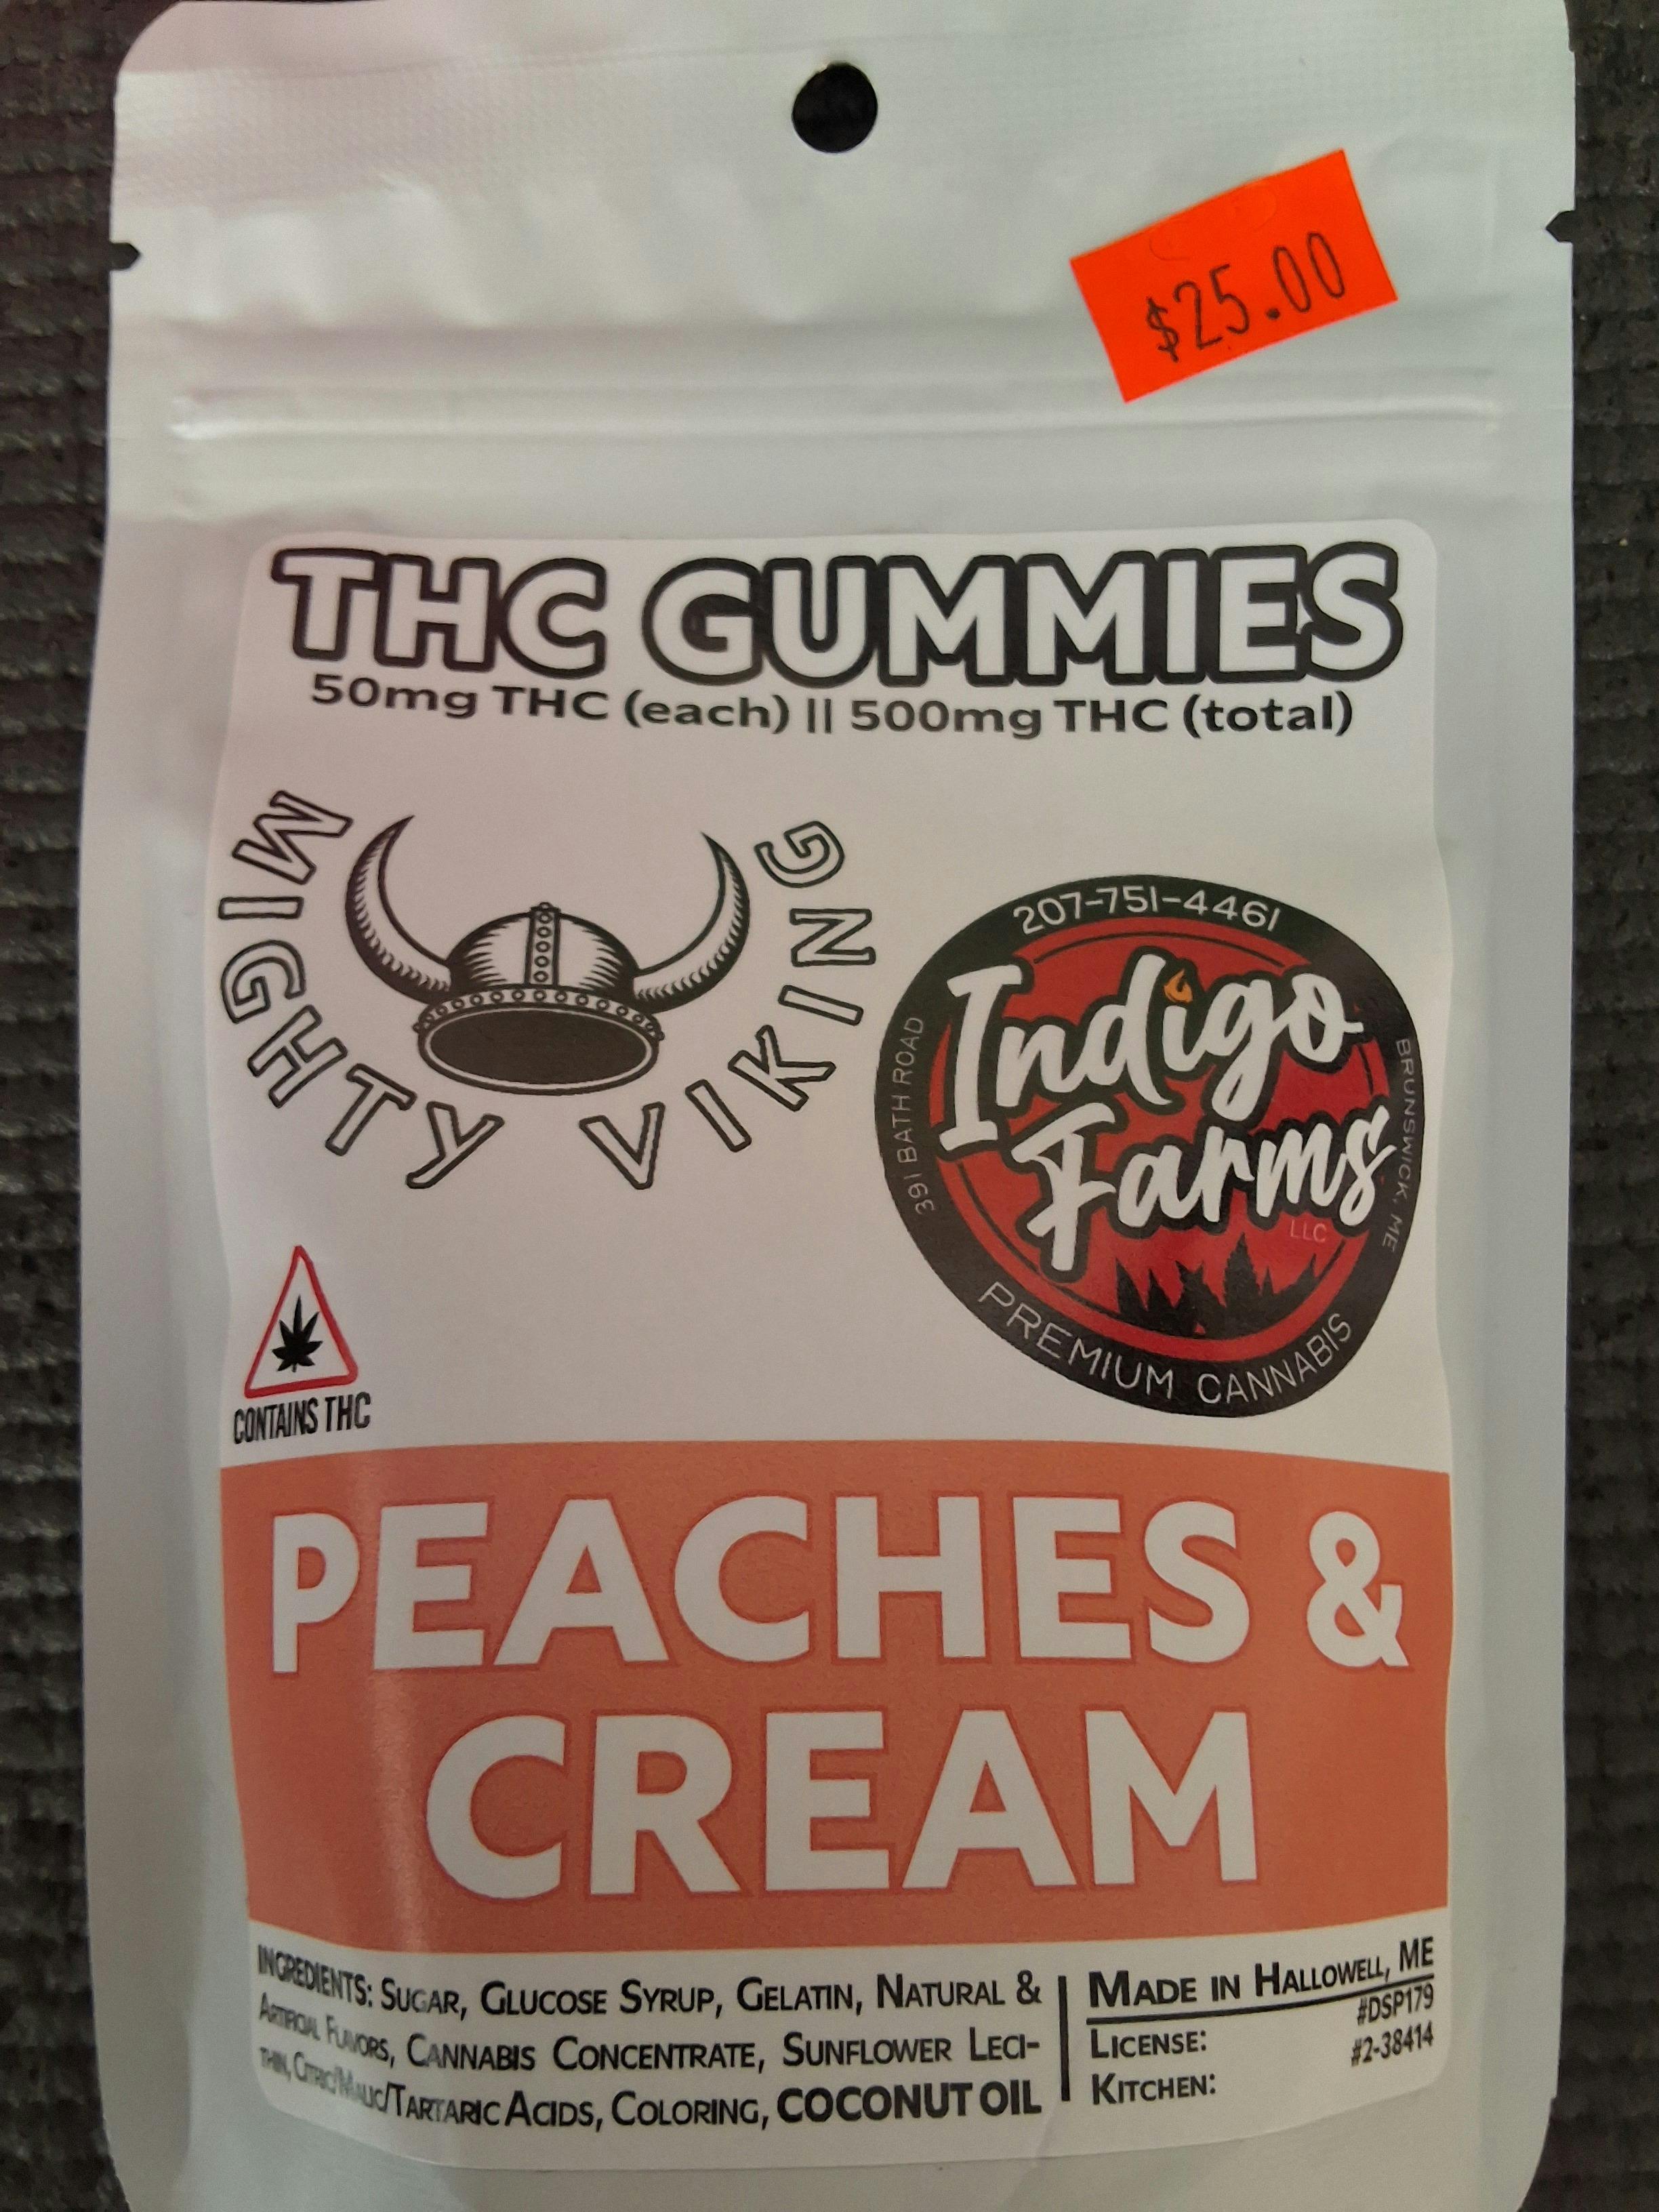 $25.00
THC GUMMIES
50mg THC (each) || 500mg THC (total)
MIGHTY VIKING
207-751-4461
391 BATH ROAD
BRUNSWICK, ME
Indigo
Farms
LLC
PREMIUM CANNABIS
CONTAINS THC
PEACHES &
CREAM
INGREDIENTS: SUGAR, GLUCOSE SYRUP, GELATIN, NATURAL &
ARTIFICIAL FLAVORS, CANNABIS CONCENTRATE, SUNFLOWER LECI-
THIN, CITRIC/MALIC/TARTARIC ACIDS, COLORING, COCONUT OIL
MADE IN HALLOWELL, ME
LICENSE: #DSP179
KITCHEN: #2-38414